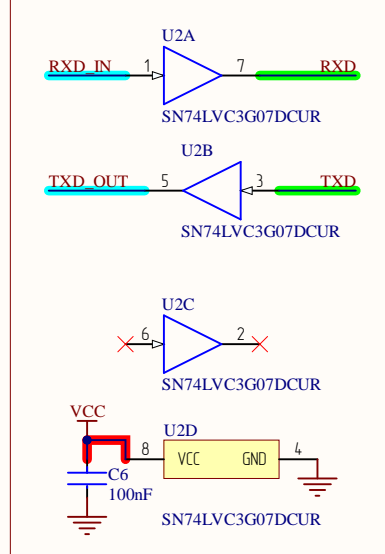 U2A
RXD_IN 1 7 RXD
SN74LVC3G07DCUR
U2B
TXD_OUT 5 3 TXD
SN74LVC3G07DCUR
U2C
6 2
SN74LVC3G07DCUR
VCC
U2D
8 VCC GND 4
C6
100nF
SN74LVC3G07DCUR